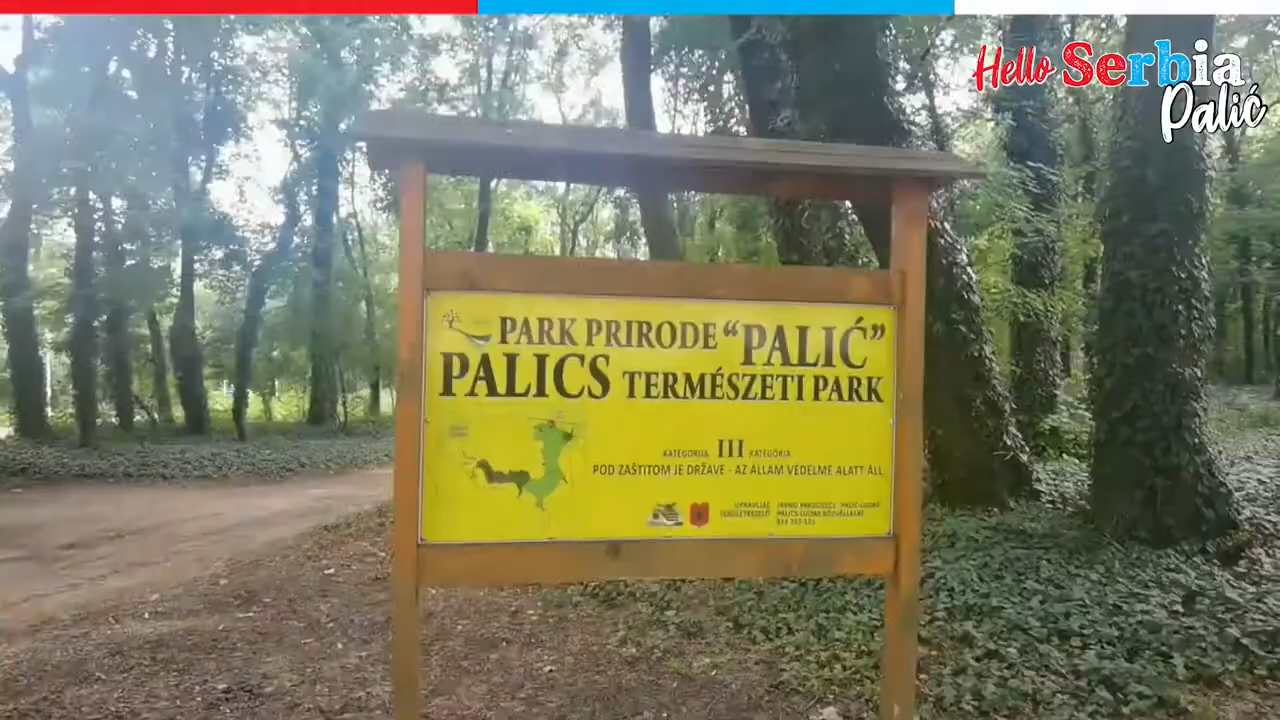 Hello Serbia
Palić
PARK PRIRODE “PALIĆ”
PALICS TERMÉSZETI PARK
KATEGORIJA III KATEGÓRIA
POD ZAŠTITOM JE DRŽAVE - AZ ÁLLAM VÉDELME ALATT ÁLL
UPRAVLJAČ